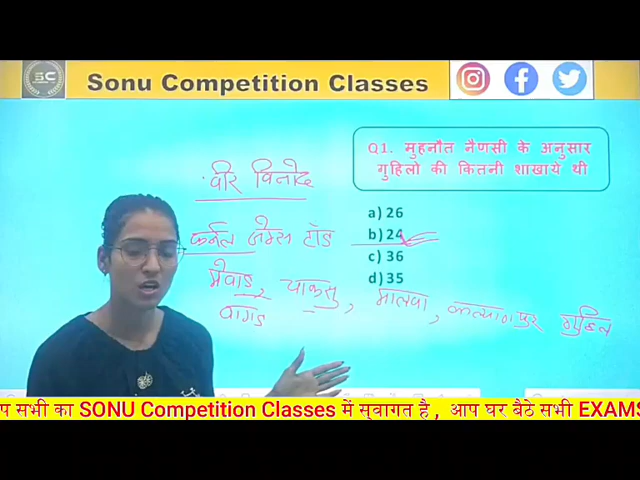 SC
Sonu Competition Classes
Q1. मुहनौत नैणसी के अनुसार
गुहिलो की कितनी शाखाये थी
वीर विनोद
a) 26
कर्नल जेम्स टॉड
b) 24
c) 36
d) 35
मेवाड, चाकसु, मालवा, कल्याणपुर गुहिल
वागड
प सभी का SONU Competition Classes में सुवागत है , आप घर बैठे सभी EXAMS